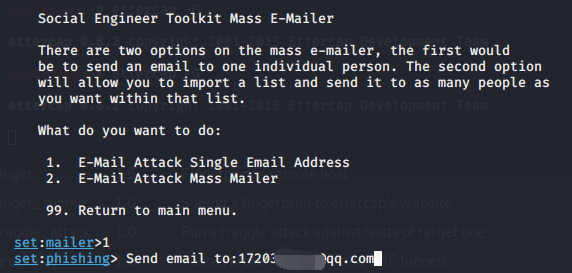 Social Engineer Toolkit Mass E-Mailer
There are two options on the mass e-mailer, the first would
be to send an email to one individual person. The second option
will allow you to import a list and send it to as many people as
you want within that list.
What do you want to do:
1. E-Mail Attack Single Email Address
2. E-Mail Attack Mass Mailer
99. Return to main menu.
set:mailer>1
set:phishing> Send email to:17203 qq.com